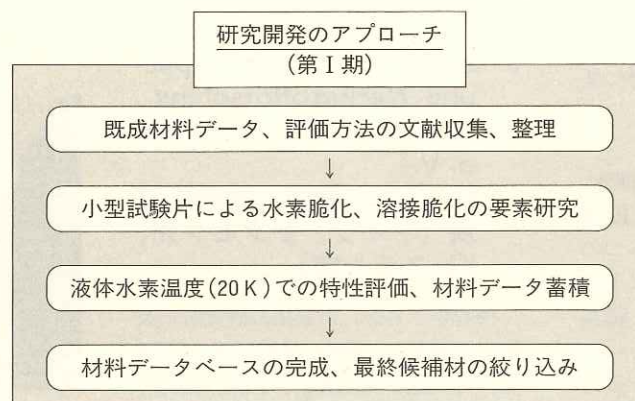 研究開発のアプローチ
(第Ⅰ期)
既成材料データ、評価方法の文献収集、整理
↓
小型試験片による水素脆化、溶接脆化の要素研究
↓
液体水素温度(20K)での特性評価、材料データ蓄積
↓
材料データベースの完成、最終候補材の絞り込み